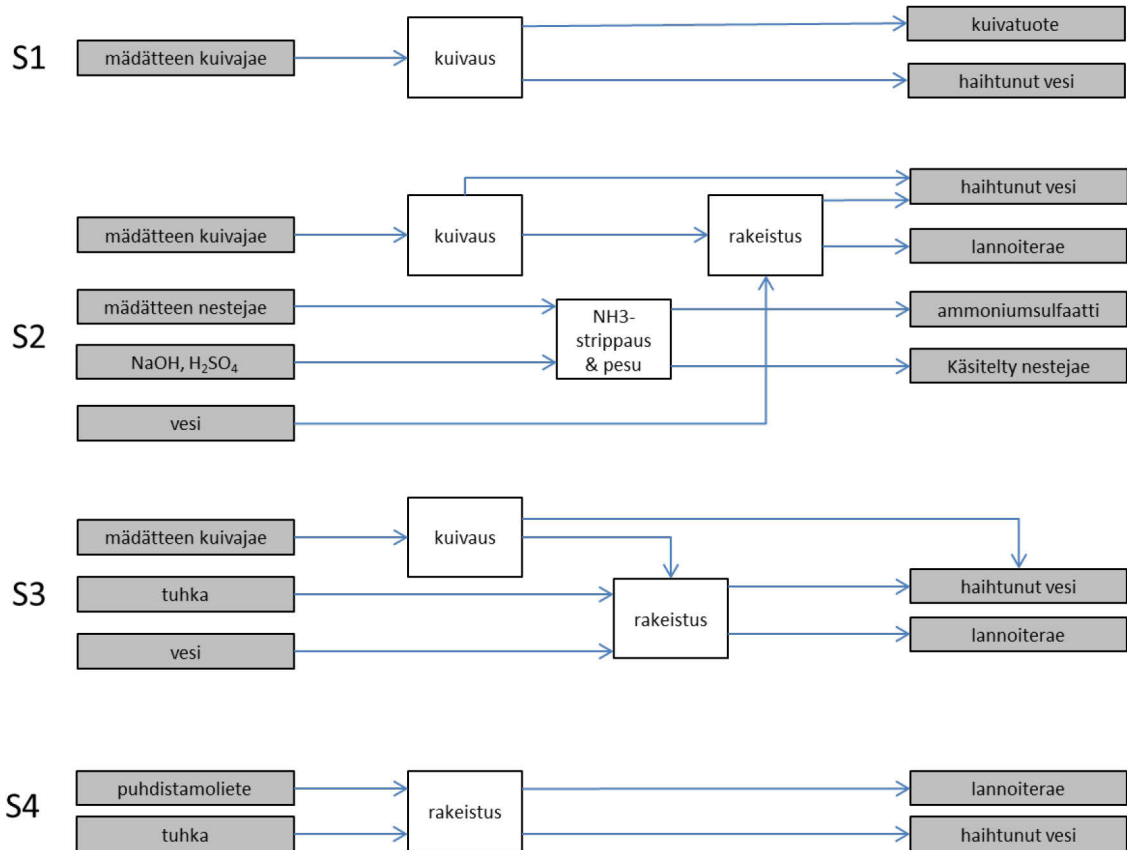 S1
mädätteen kuivajae
kuivaus
kuivatuote
haihtunut vesi
S2
mädätteen kuivajae
kuivaus
rakeistus
haihtunut vesi
lannoiterae
mädätteen nestejae
NaOH, H₂SO₄
vesi
NH3-
strippaus
& pesu
ammoniumsulfaatti
Käsitelty nestejae
S3
mädätteen kuivajae
kuivaus
tuhka
vesi
rakeistus
haihtunut vesi
lannoiterae
S4
puhdistamoliete
tuhka
rakeistus
lannoiterae
haihtunut vesi